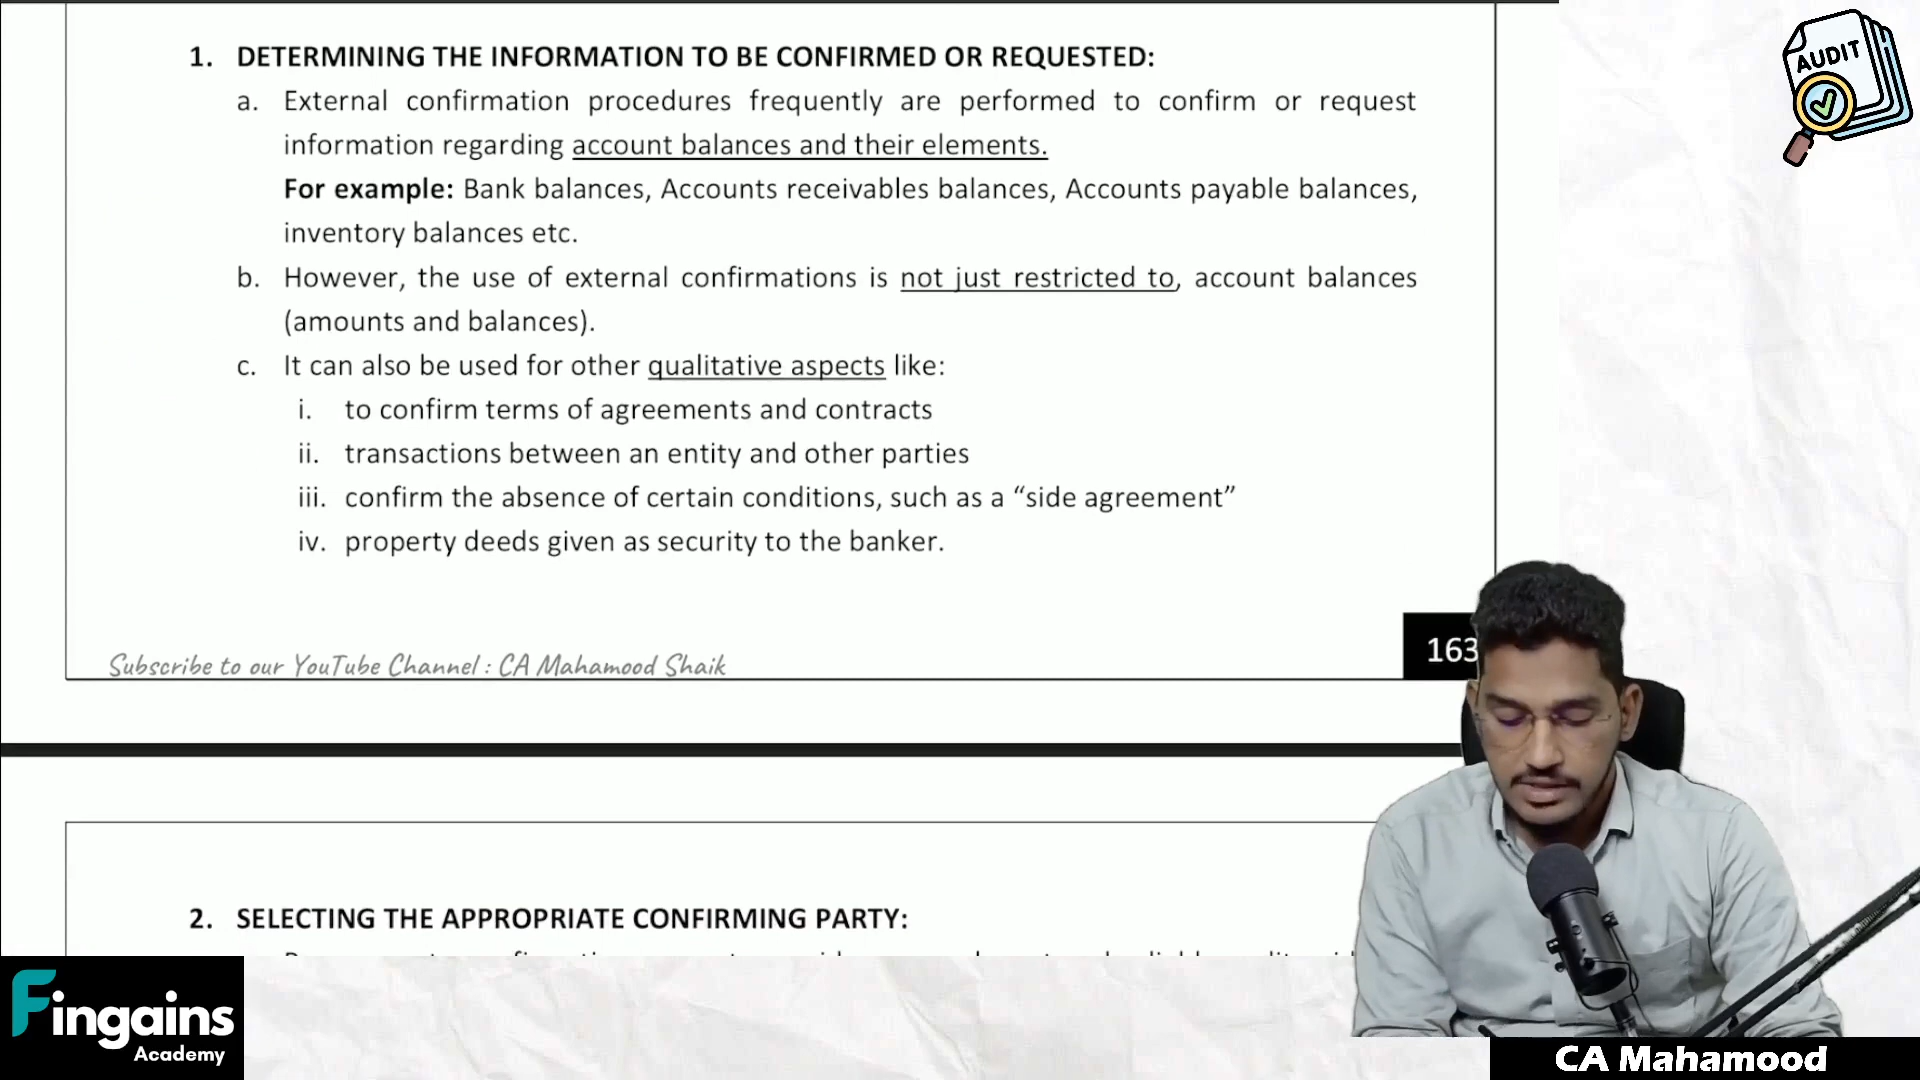 1. DETERMINING THE INFORMATION TO BE CONFIRMED OR REQUESTED:
a. External confirmation procedures frequently are performed to confirm or request
information regarding account balances and their elements.
For example: Bank balances, Accounts receivables balances, Accounts payable balances,
inventory balances etc.
b. However, the use of external confirmations is not just restricted to, account balances
(amounts and balances).
c. It can also be used for other qualitative aspects like:
i. to confirm terms of agreements and contracts
ii. transactions between an entity and other parties
iii. confirm the absence of certain conditions, such as a “side agreement”
iv. property deeds given as security to the banker.
163
Subscribe to our YouTube Channel : CA Mahamood Shaik
2. SELECTING THE APPROPRIATE CONFIRMING PARTY:
AUDIT
Fingains
Academy
CA Mahamood